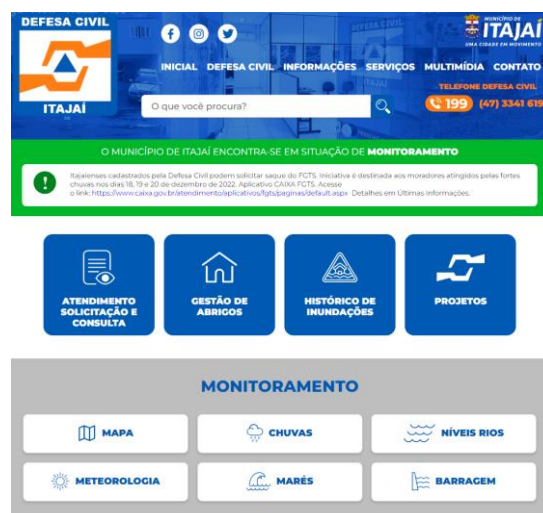 DEFESA CIVIL
ITAJAÍ
MUNICÍPIO DE
ITAJAÍ
UMA CIDADE EM MOVIMENTO
INICIAL DEFESA CIVIL INFORMAÇÕES SERVIÇOS MULTIMÍDIA CONTATO
TELEFONE DEFESA CIVIL
O que você procura?
199 (47) 3341 619
O MUNICÍPIO DE ITAJAÍ ENCONTRA-SE EM SITUAÇÃO DE MONITORAMENTO
Itajaienses cadastrados pela Defesa Civil podem solicitar saque do FGTS. Iniciativa é destinada aos moradores atingidos pelas fortes
chuvas nos dias 18, 19 e 20 de dezembro de 2022. Aplicativo CAIXA FGTS. Acesse
o link: https://www.caixa.gov.br/atendimento/aplicativos/fgts/paginas/default.aspx Detalhes em Últimas Informações.
ATENDIMENTO
SOLICITAÇÃO E
CONSULTA
GESTÃO DE
ABRIGOS
HISTÓRICO DE
INUNDAÇÕES
PROJETOS
MONITORAMENTO
MAPA
CHUVAS
NÍVEIS RIOS
METEOROLOGIA
MARÉS
BARRAGEM